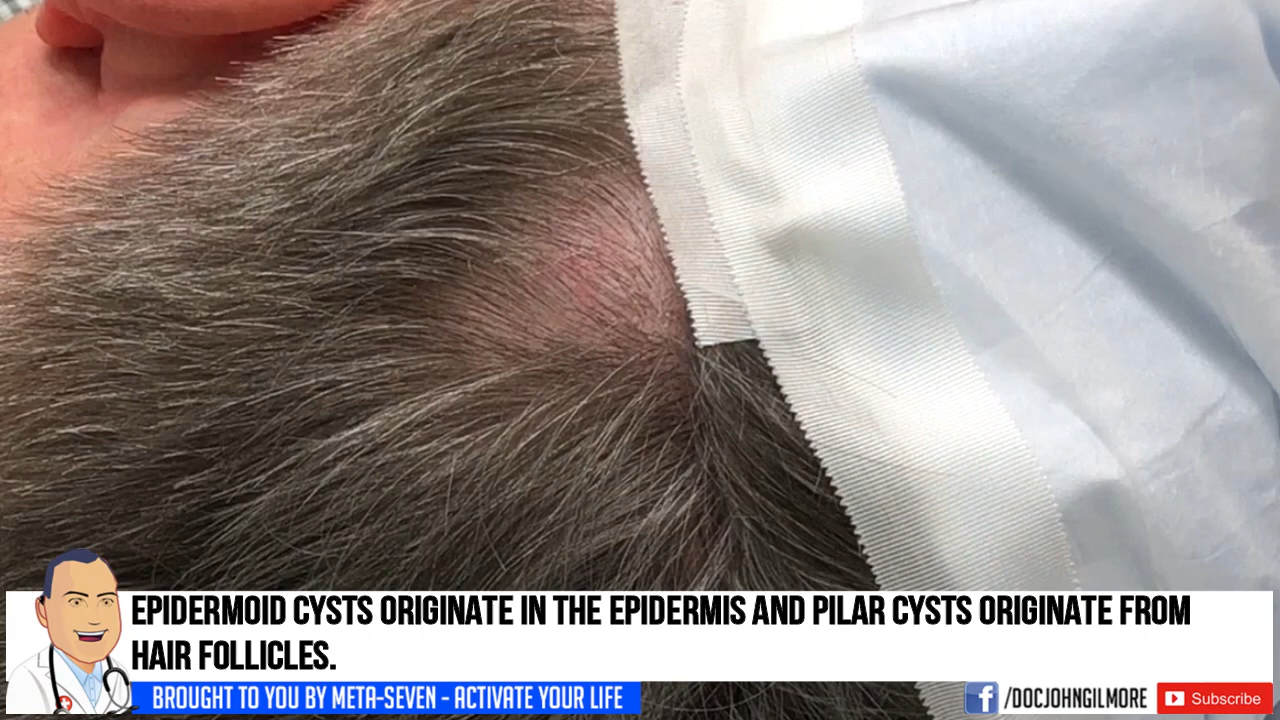 EPIDERMOID CYSTS ORIGINATE IN THE EPIDERMIS AND PILAR CYSTS ORIGINATE FROM
HAIR FOLLICLES.
BROUGHT TO YOU BY META-SEVEN - ACTIVATE YOUR LIFE
f /DOCJOHNGILMORE
Subscribe